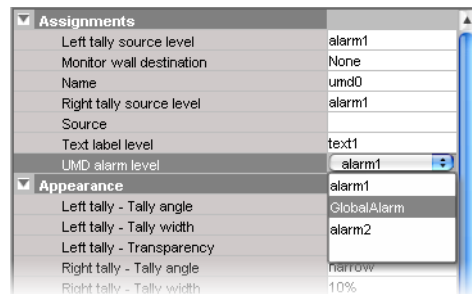 Assignments
Left tally source level alarm1
Monitor wall destination None
Name umd0
Right tally source level alarm1
Source
Text label level text1
UMD alarm level alarm1
Appearance alarm1
Left tally - Tally angle GlobalAlarm
Left tally - Tally width alarm2
Left tally - Transparency
Right tally - Tally angle narrow
Right tally - Tally width 10%